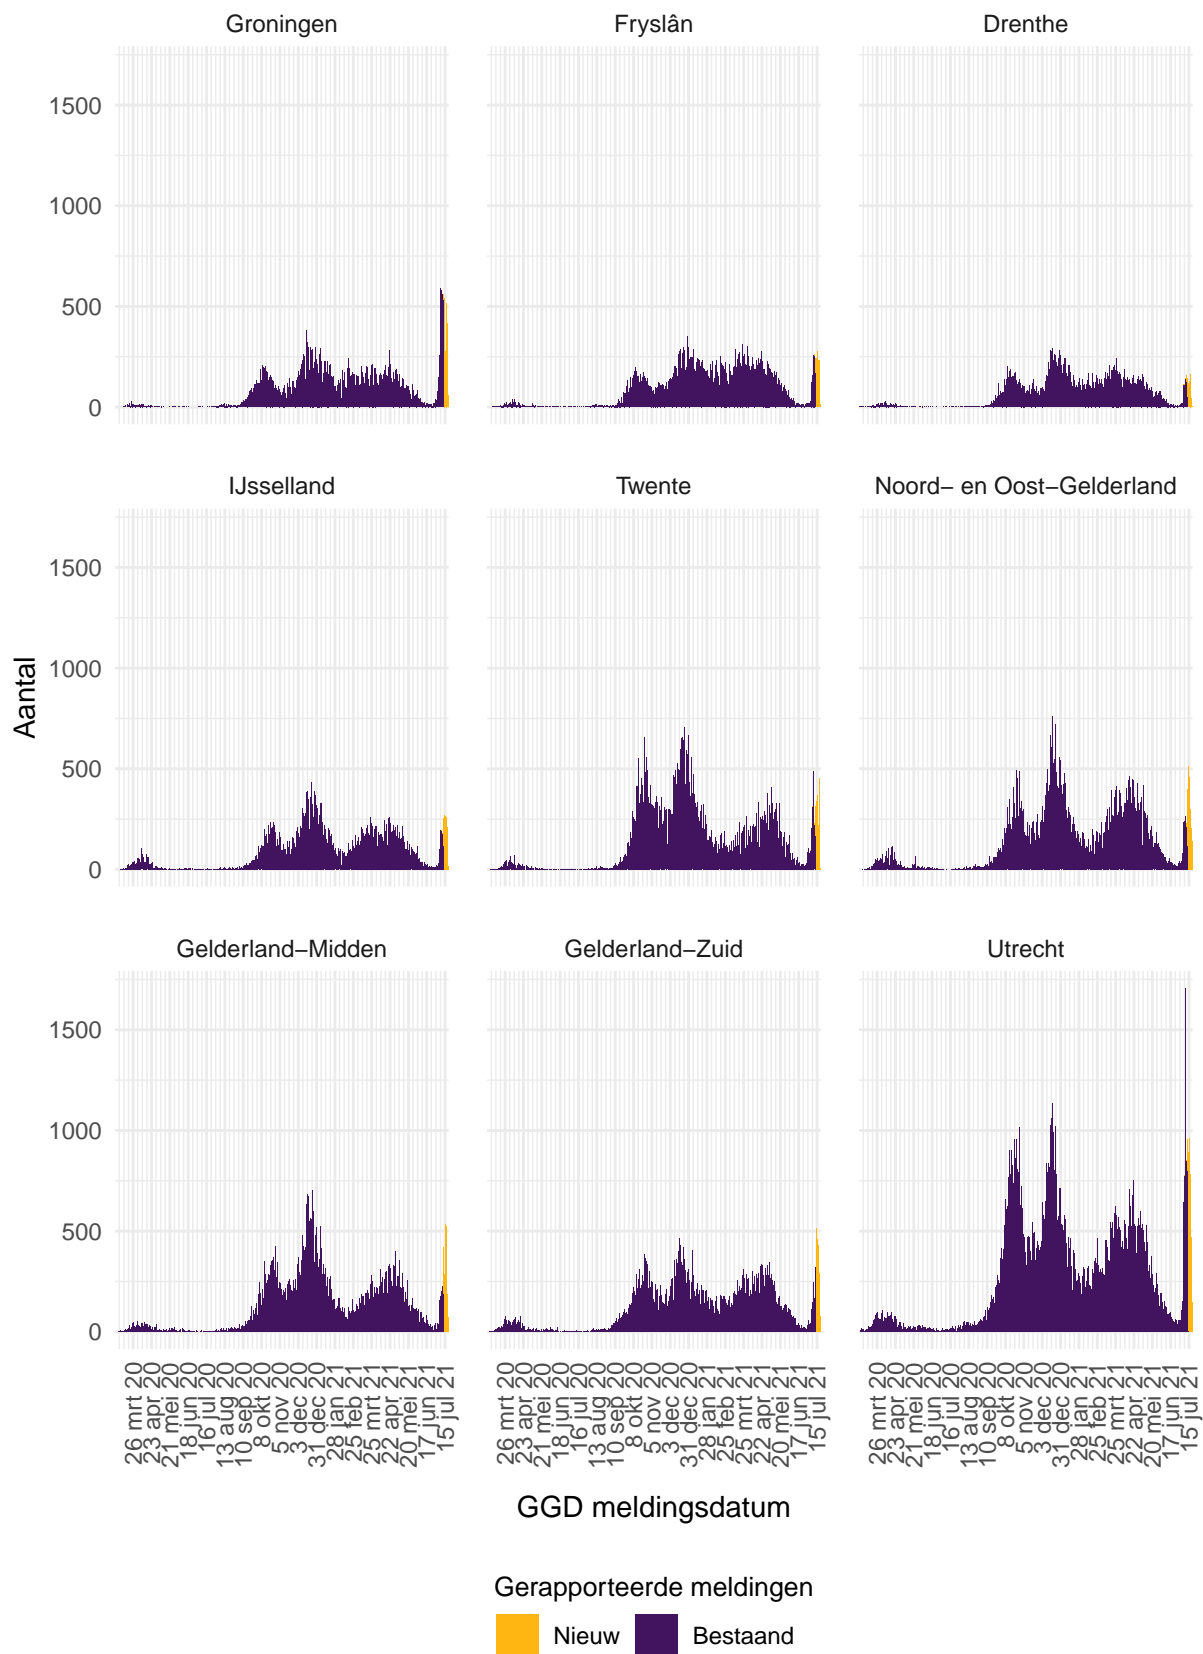 Groningen Fryslân Drenthe
1500
1000
500
0
IJsselland Twente Noord– en Oost–Gelderland
1500
1000
500
0
Aantal
Gelderland–Midden Gelderland–Zuid Utrecht
1500
1000
500
0
26 mrt 20 23 apr. 20 21 mei 20 18 jun 20 16 jul 20 13 aug 20 10 sep 20 8 okt 20 5 nov 20 3 dec 20 31 dec 20 28 jan 21 25 feb 21 25 mrt 21 22 apr. 21 20 mei 21 17 jun 21 15 jul 21
26 mrt 20 23 apr. 20 21 mei 20 18 jun 20 16 jul 20 13 aug 20 10 sep 20 8 okt 20 5 nov 20 3 dec 20 31 dec 20 28 jan 21 25 feb 21 25 mrt 21 22 apr. 21 20 mei 21 17 jun 21 15 jul 21
26 mrt 20 23 apr. 20 21 mei 20 18 jun 20 16 jul 20 13 aug 20 10 sep 20 8 okt 20 5 nov 20 3 dec 20 31 dec 20 28 jan 21 25 feb 21 25 mrt 21 22 apr. 21 20 mei 21 17 jun 21 15 jul 21
GGD meldingsdatum
Gerapporteerde meldingen
Nieuw Bestaand